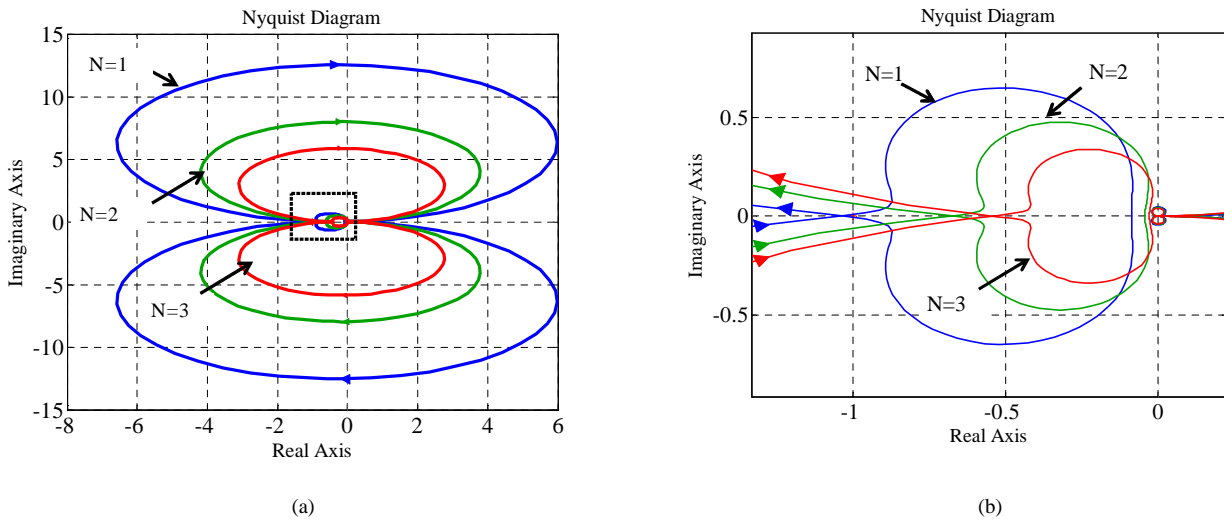 Nyquist Diagram
15
10
5
0
-5
-10
-15
-8
-6
-4
-2
0
2
4
6
Imaginary Axis
Real Axis
N=1
N=2
N=3
(a)
Nyquist Diagram
0.5
0
-0.5
-1
-0.5
0
Imaginary Axis
Real Axis
N=1
N=2
N=3
(b)